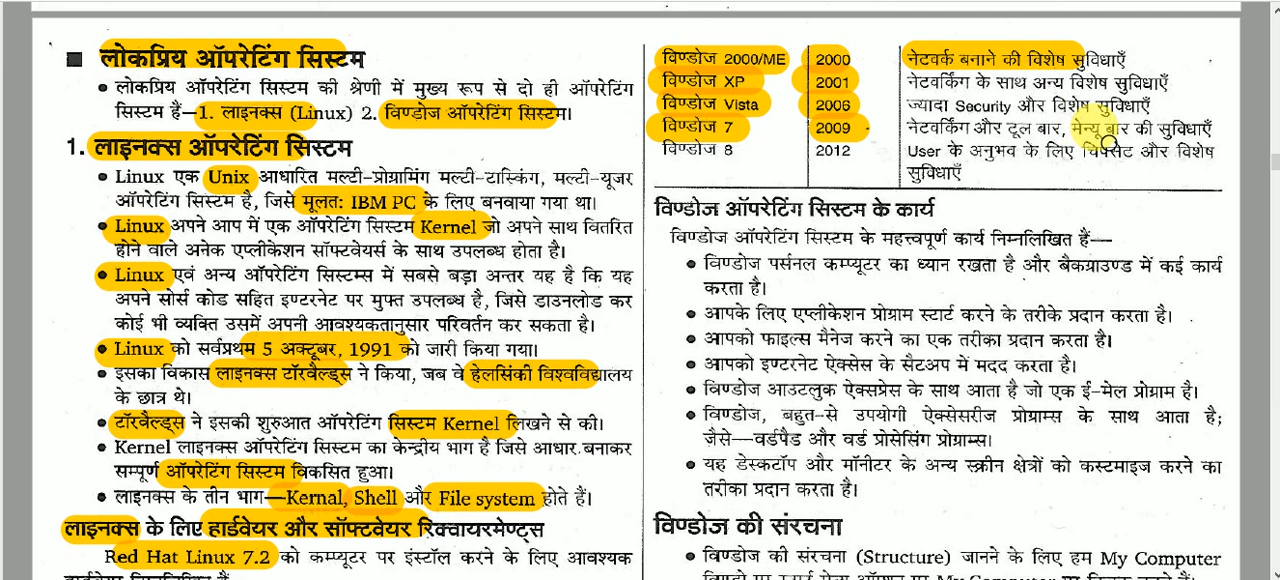 ■ लोकप्रिय ऑपरेटिंग सिस्टम
• लोकप्रिय ऑपरेटिंग सिस्टम की श्रेणी में मुख्य रूप से दो ही ऑपरेटिंग
सिस्टम हैं—1. लाइनक्स (Linux) 2. विण्डोज ऑपरेटिंग सिस्टम।
1. लाइनक्स ऑपरेटिंग सिस्टम
• Linux एक Unix आधारित मल्टी-प्रोग्रामिंग मल्टी-टास्किंग, मल्टी-यूजर
ऑपरेटिंग सिस्टम है, जिसे मूलत: IBM PC के लिए बनवाया गया था।
• Linux अपने आप में एक ऑपरेटिंग सिस्टम Kernel जो अपने साथ वितरित
होने वाले अनेक एप्लीकेशन सॉफ्टवेयर्स के साथ उपलब्ध होता है।
• Linux एवं अन्य ऑपरेटिंग सिस्टम्स में सबसे बड़ा अन्तर यह है कि यह
अपने सोर्स कोड सहित इण्टरनेट पर मुफ्त उपलब्ध है, जिसे डाउनलोड कर
कोई भी व्यक्ति उसमें अपनी आवश्यकतानुसार परिवर्तन कर सकता है।
• Linux को सर्वप्रथम 5 अक्टूबर, 1991 को जारी किया गया।
• इसका विकास लाइनक्स टॉरवैल्ड्स ने किया, जब वे हेलसिंकी विश्वविद्यालय
के छात्र थे।
• टॉरवैल्ड्स ने इसकी शुरुआत ऑपरेटिंग सिस्टम Kernel लिखने से की।
• Kernel लाइनक्स ऑपरेटिंग सिस्टम का केन्द्रीय भाग है जिसे आधार बनाकर
सम्पूर्ण ऑपरेटिंग सिस्टम विकसित हुआ।
• लाइनक्स के तीन भाग—Kernal, Shell और File system होते हैं।
लाइनक्स के लिए हार्डवेयर और सॉफ्टवेयर रिक्वायरमेण्ट्स
Red Hat Linux 7.2 को कम्प्यूटर पर इंस्टॉल करने के लिए आवश्यक
विण्डोज 2000/ME 2000 नेटवर्क बनाने की विशेष सुविधाएँ
विण्डोज XP 2001 नेटवर्किंग के साथ अन्य विशेष सुविधाएँ
विण्डोज Vista 2006 ज्यादा Security और विशेष सुविधाएँ
विण्डोज 7 2009 नेटवर्किंग और टूल बार, मेन्यू बार की सुविधाएँ
विण्डोज 8 2012 User के अनुभव के लिए चिपसेट और विशेष
सुविधाएँ
विण्डोज ऑपरेटिंग सिस्टम के कार्य
विण्डोज ऑपरेटिंग सिस्टम के महत्त्वपूर्ण कार्य निम्नलिखित हैं—
• विण्डोज पर्सनल कम्प्यूटर का ध्यान रखता है और बैकग्राउण्ड में कई कार्य
करता है।
• आपके लिए एप्लीकेशन प्रोग्राम स्टार्ट करने के तरीके प्रदान करता है।
• आपको फाइल्स मैनेज करने का एक तरीका प्रदान करता है।
• आपको इण्टरनेट ऐक्सेस के सैटअप में मदद करता है।
• विण्डोज आउटलुक ऐक्सप्रेस के साथ आता है जो एक ई-मेल प्रोग्राम है।
• विण्डोज, बहुत-से उपयोगी ऐक्सेसरीज प्रोग्राम्स के साथ आता है;
जैसे—वर्डपैड और वर्ड प्रोसेसिंग प्रोग्राम्स।
• यह डेस्कटॉप और मॉनीटर के अन्य स्क्रीन क्षेत्रों को कस्टमाइज करने का
तरीका प्रदान करता है।
विण्डोज की संरचना
• विण्डोज की संरचना (Structure) जानने के लिए हम My Computer